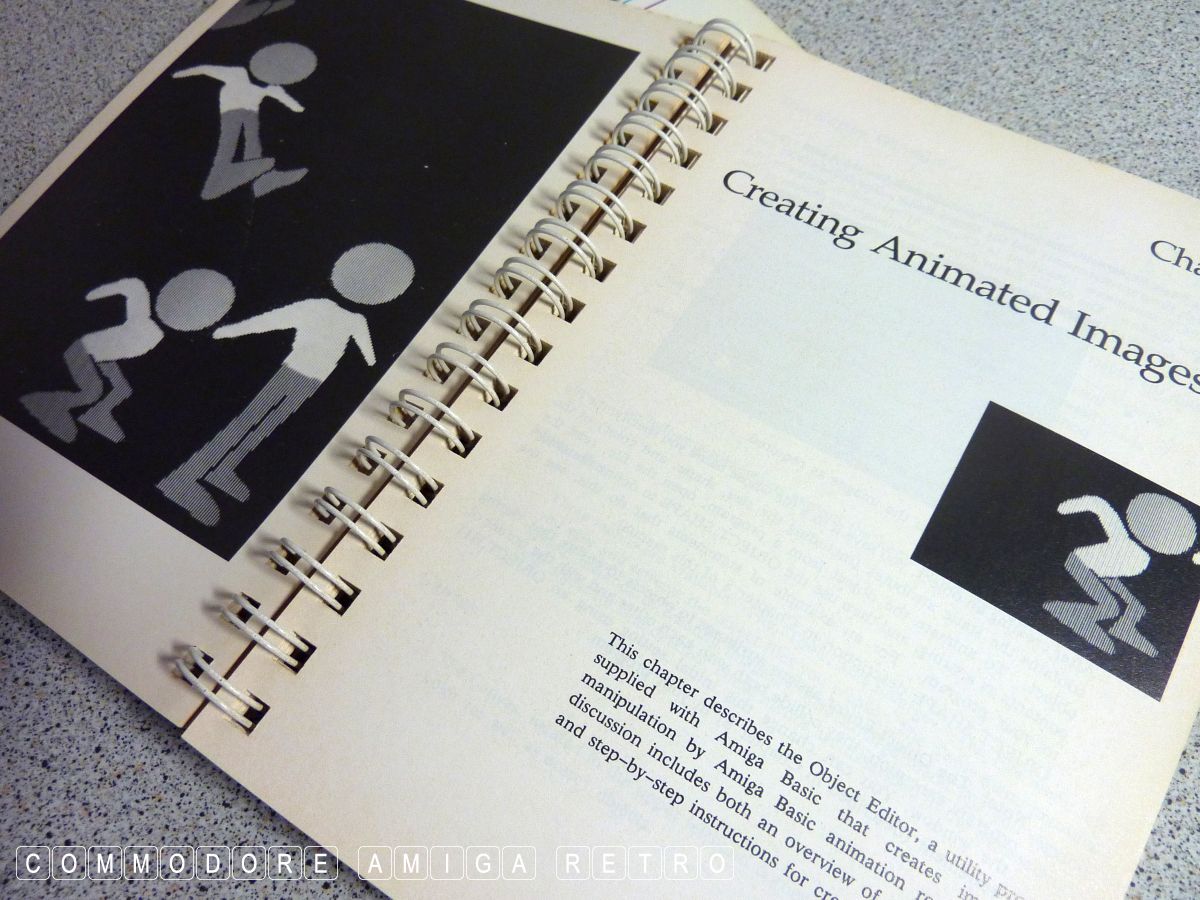 Cha
Creating Animated Images
This chapter describes the Object Editor, a utility
supplied with Amiga Basic that creates
manipulation by Amiga Basic animation
discussion includes both an overview of
and step-by-step instructions for cre
COMMODORE AMIGA RETRO